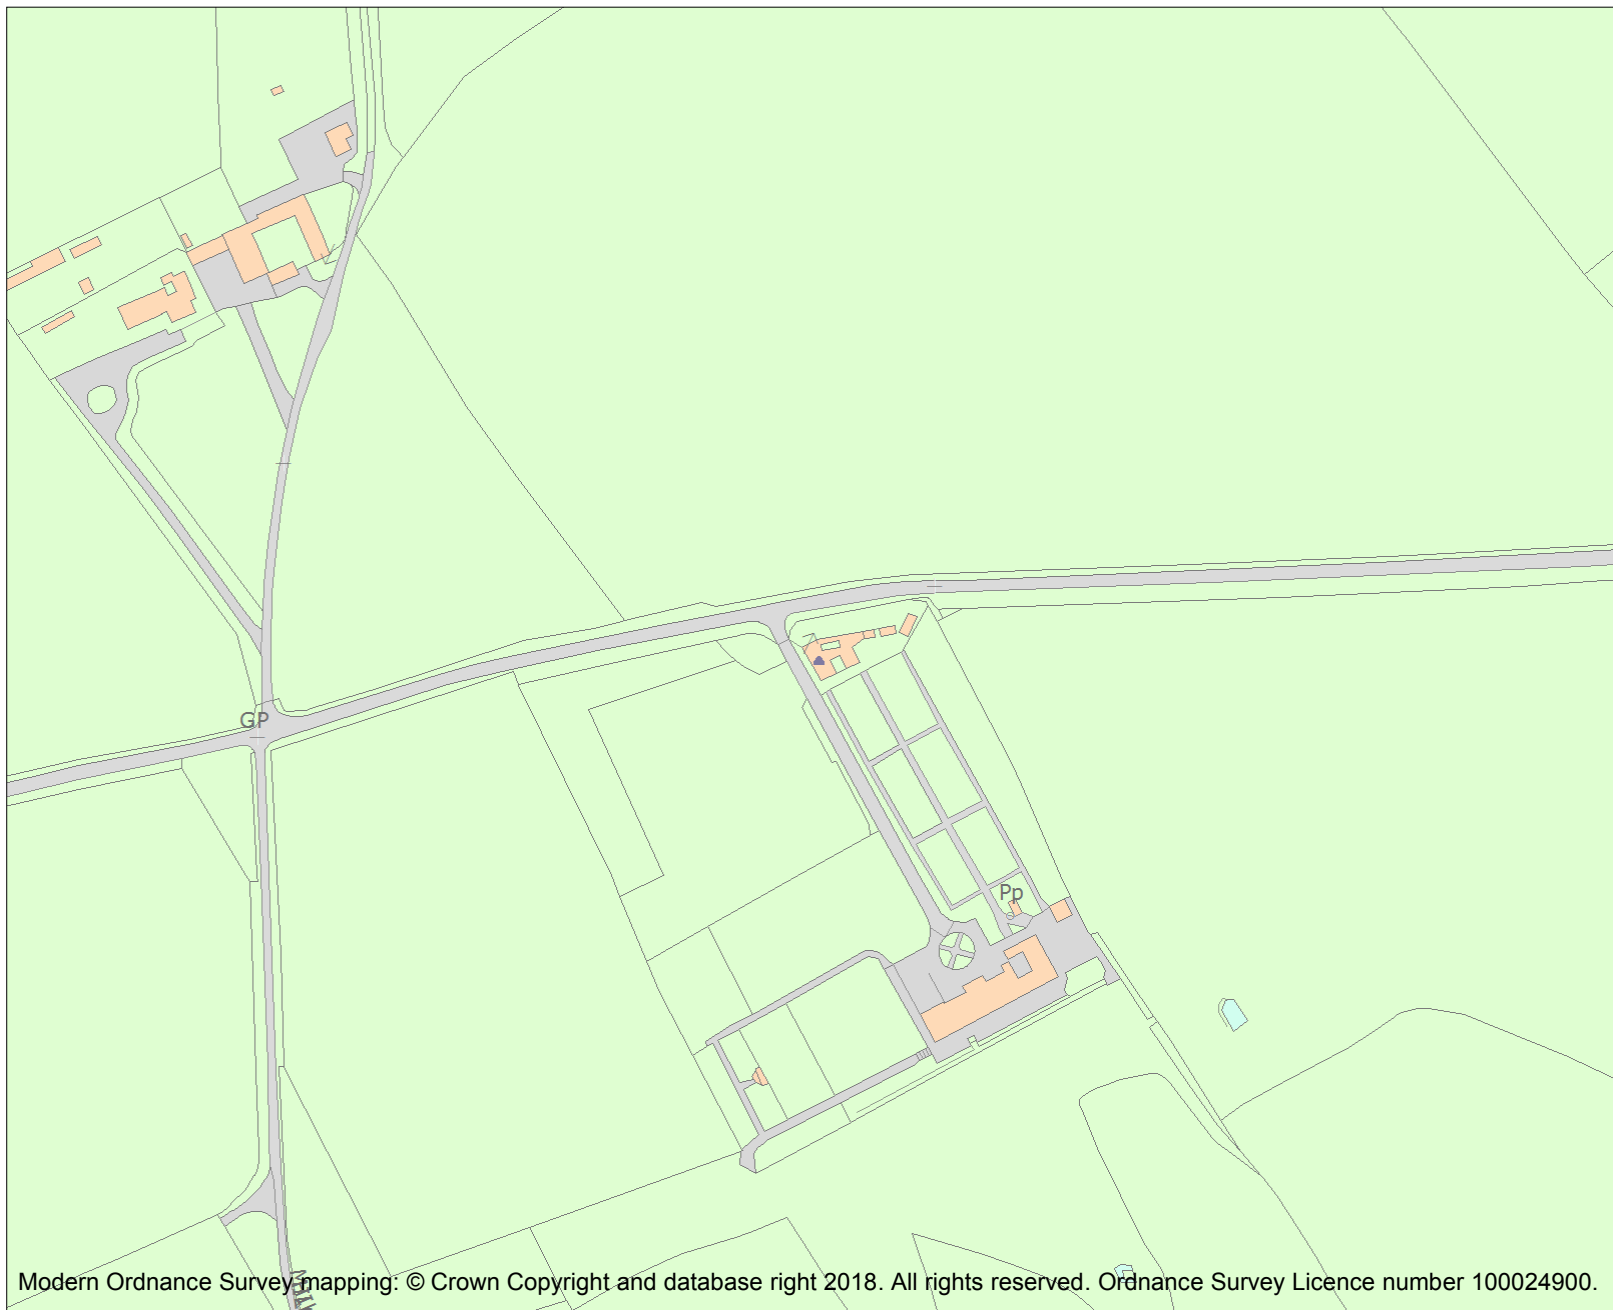 GP
Pp
Modern Ordnance Survey mapping: © Crown Copyright and database right 2018. All rights reserved. Ordnance Survey Licence number 100024900.